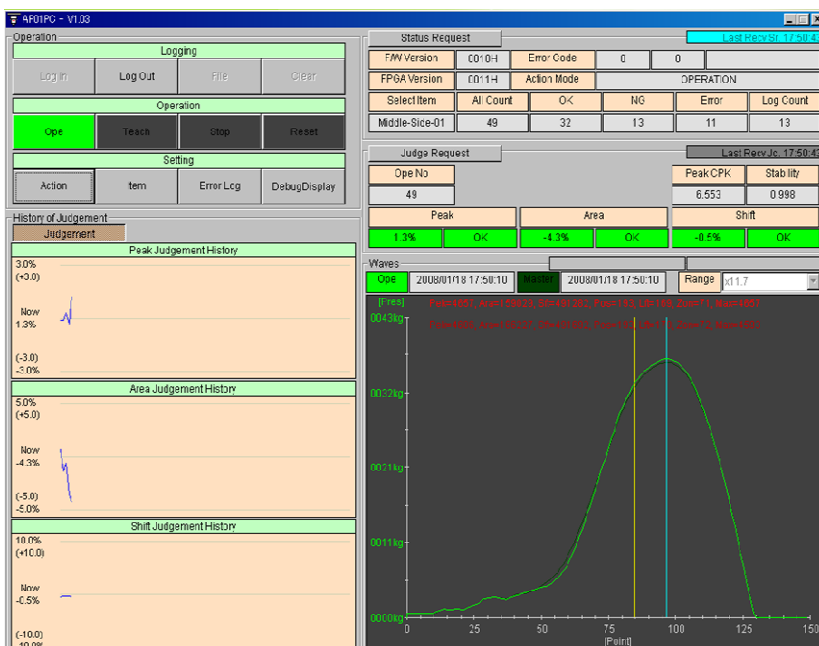 AF01PC - V1.03
Operation
Logging
Log In Log Out File Clear
Operation
Ope Teach Stop Reset
Setting
Action Item Error Log DebugDisplay
History of Judgement
Judgement
Peak Judgement History
3.0%
(+3.0)
Now
1.3%
(-3.0)
-3.0%
Area Judgement History
5.0%
(+5.0)
Now
-4.3%
(-5.0)
-5.0%
Shift Judgement History
10.0%
(+10.0)
Now
-0.5%
(-10.0)
Status Request
F/W Version 0010H Error Code 0 0
FPGA Version 0011H Action Mode OPERATION
Select Item All Count OK NG Error Log Count
Middle-Sice-01 49 32 13 11 13
Judge Request
Ope No Peak CPK Stability
49 6.553 0.998
Peak Area Shift
1.3% OK -4.3% OK -0.5% OK
Waves
Ope 2008/01/18 17:50:10 Master 2008/01/18 17:50:10 Range x11.7
[Pres]
0043kg
0032kg
0021kg
0011kg
0000kg
0 25 50 75 100 125 150
[Point]